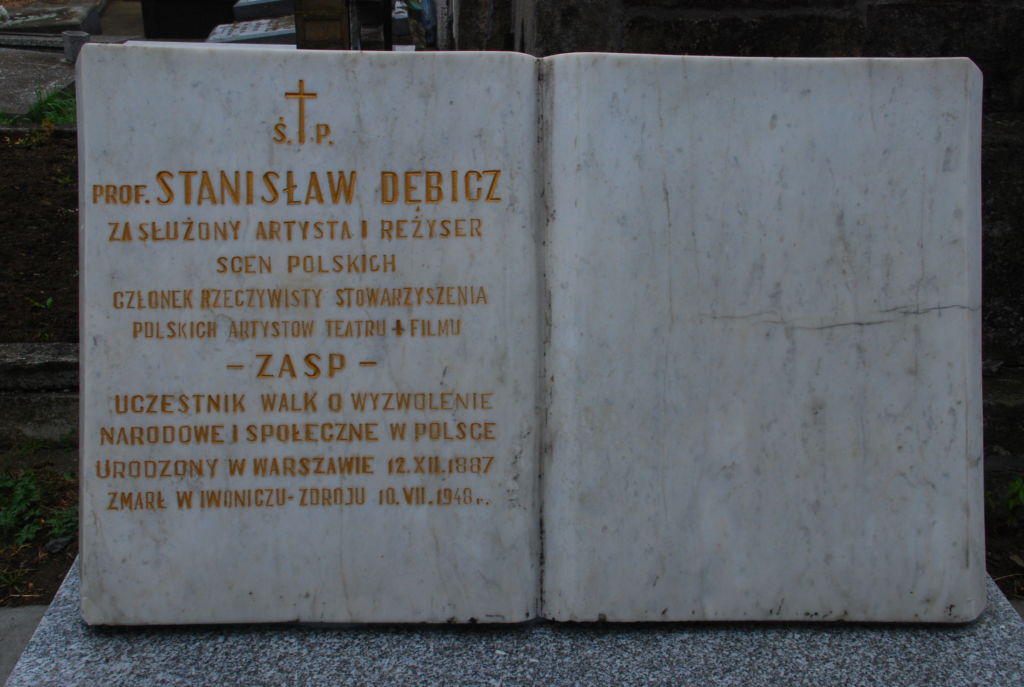 Ś. P.
PROF. STANISŁAW DĘBICZ
ZASŁUŻONY ARTYSTA I REŻYSER
SCEN POLSKICH
CZŁONEK RZECZYWISTY STOWARZYSZENIA
POLSKICH ARTYSTÓW TEATRU + FILMU
- ZASP -
UCZESTNIK WALK O WYZWOLENIE
NARODOWE I SPOŁECZNE W POLSCE
URODZONY W WARSZAWIE 12.XII.1887
ZMARŁ W IWONICZU-ZDROJU 10.VII.1948 r.